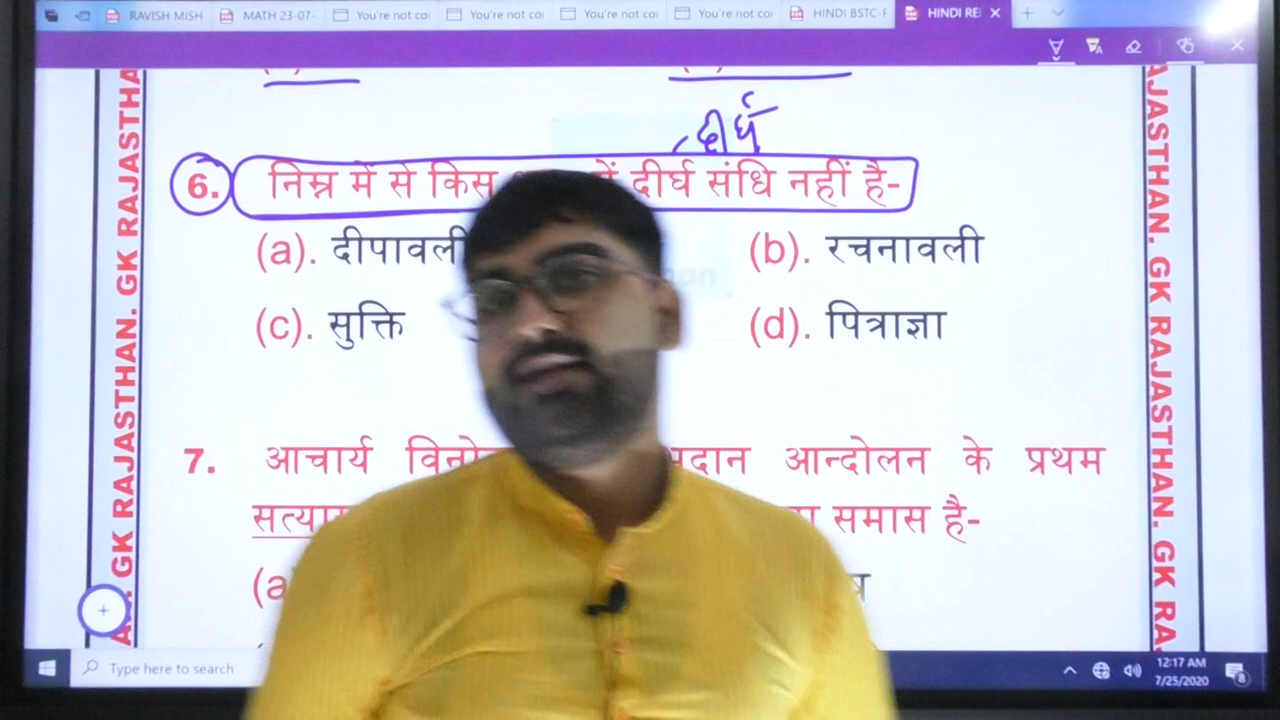 RAVISH MISH
MATH 23-07-
You're not co
You're not co
You're not co
You're not co
HINDI BSTC-F
HINDI RE
दीर्घ
6. निम्न में से किस में दीर्घ संधि नहीं है-
(a). दीपावली
(b). रचनावली
(c). सुक्ति
(d). पित्राज्ञा
7. आचार्य आन्दोलन के प्रथम
समास है-
(a
GK RAJASTHAN. GK RAJASTHA
AJASTHAN. GK RAJASTHAN. GK RA
Type here to search
12:17 AM
7/25/2020
8